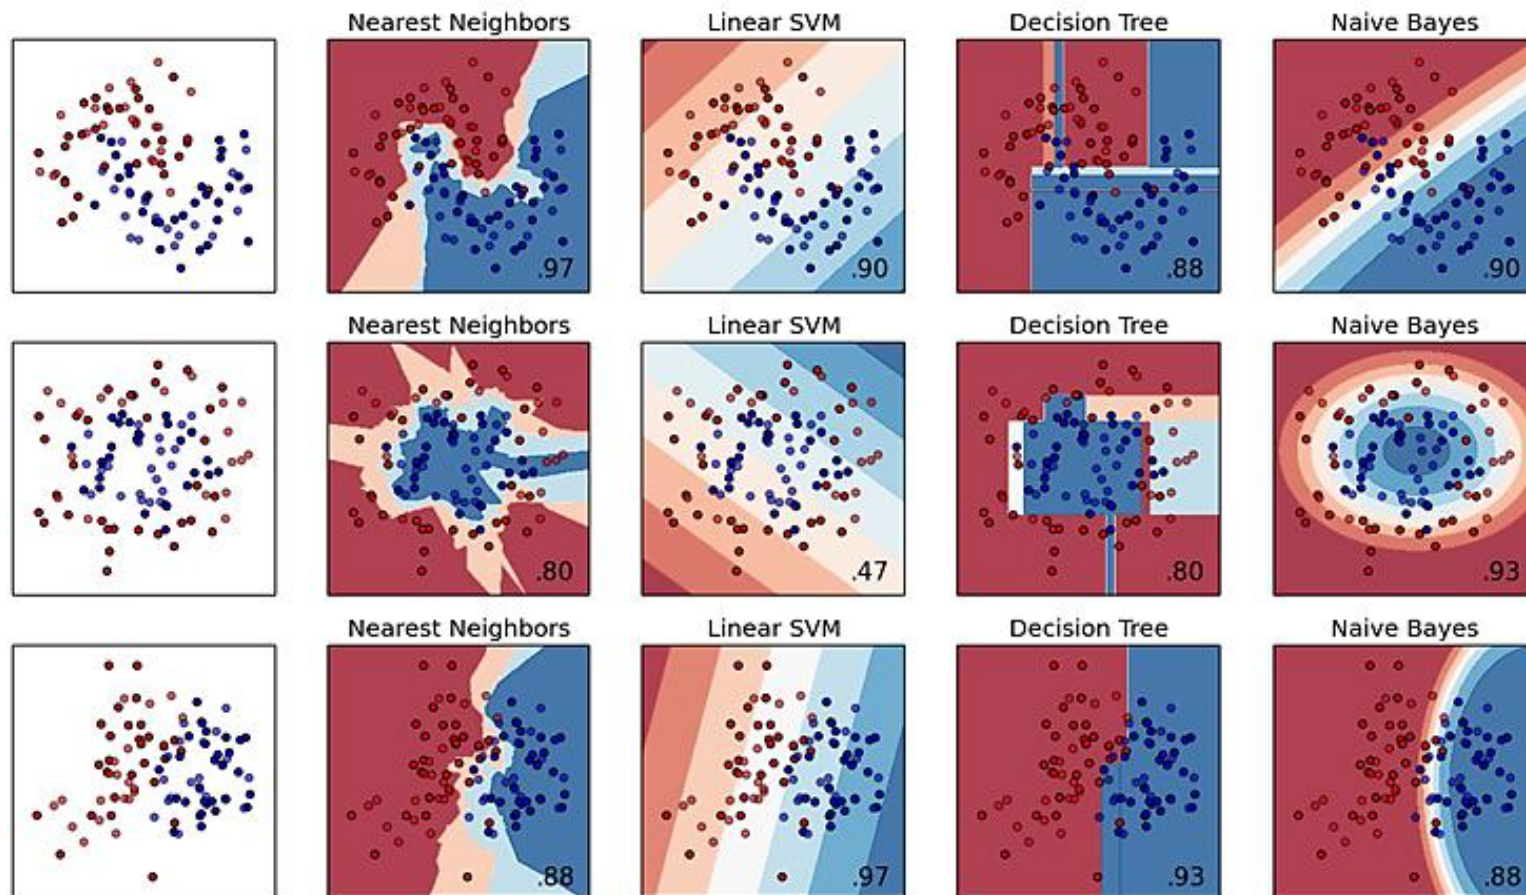 Nearest Neighbors Linear SVM Decision Tree Naive Bayes
.97 .90 .88 .90
Nearest Neighbors Linear SVM Decision Tree Naive Bayes
.80 .47 .80 .93
Nearest Neighbors Linear SVM Decision Tree Naive Bayes
.88 .97 .93 .88